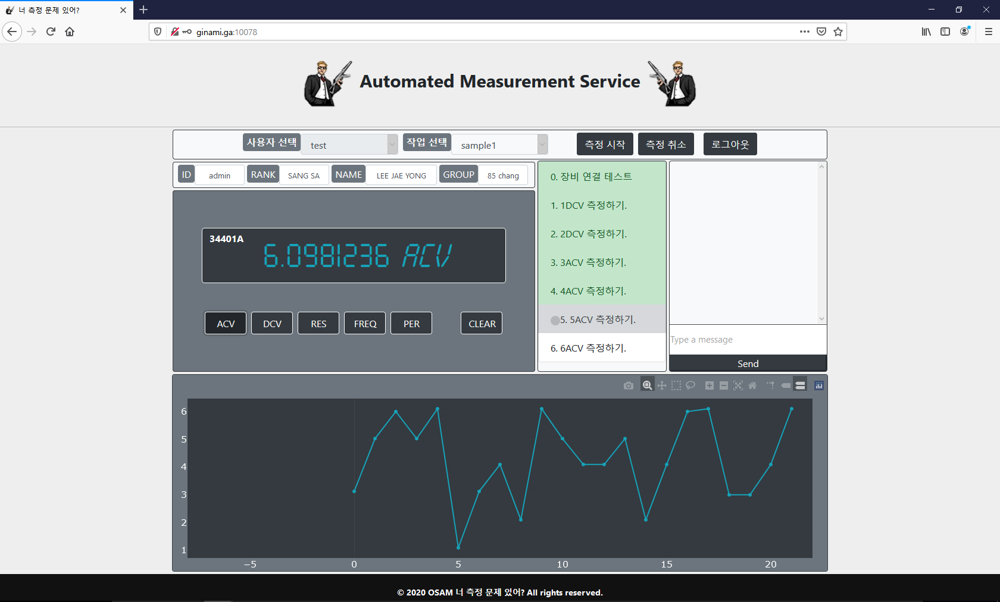 너 측정 문제 있어?
ginami.ga:10078
Automated Measurement Service
사용자 선택 test 작업 선택 sample1 측정 시작 측정 취소 로그아웃
ID admin RANK SANG SA NAME LEE JAE YONG GROUP 85 chang
34401A
6.0981236 ACV
ACV DCV RES FREQ PER CLEAR
0. 장비 연결 테스트
1. 1DCV 측정하기.
2. 2DCV 측정하기.
3. 3ACV 측정하기.
4. 4ACV 측정하기.
5. 5ACV 측정하기.
6. 6ACV 측정하기.
Type a message
Send
6
5
4
3
2
1
−5 0 5 10 15 20
© 2020 OSAM 너 측정 문제 있어? All rights reserved.